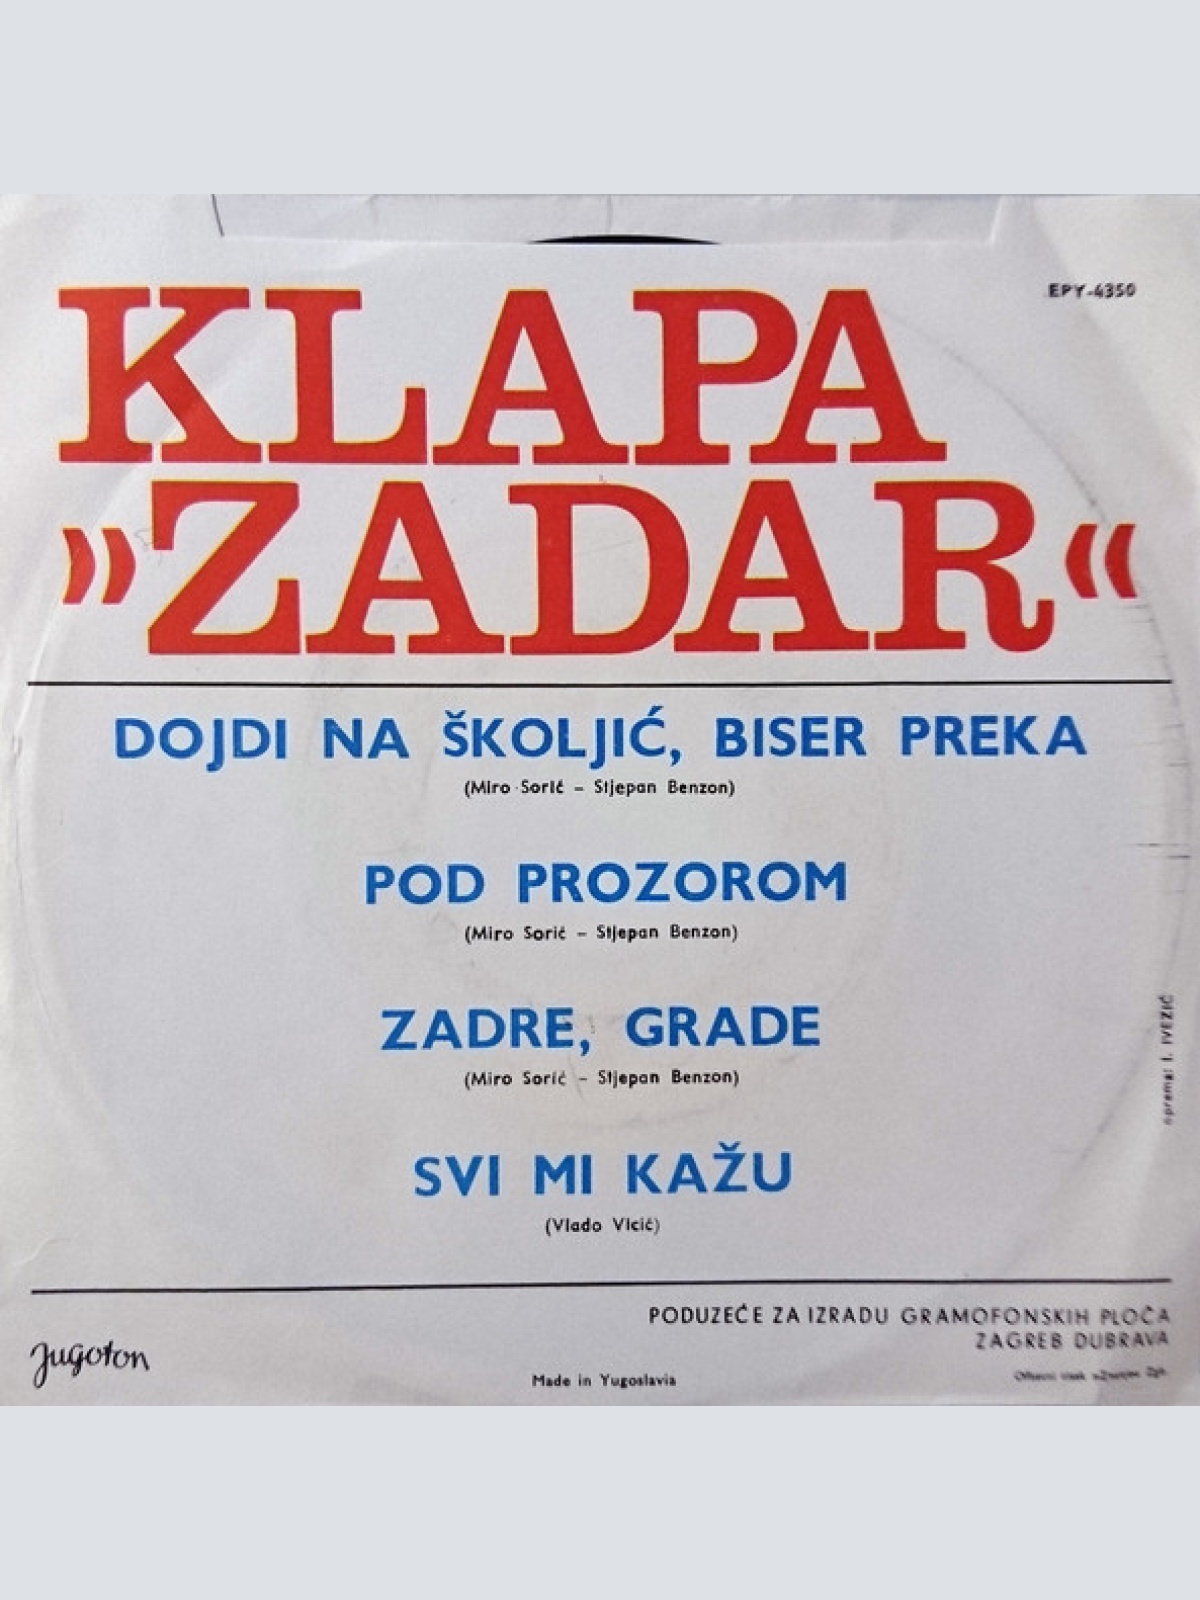 EPY-4350
KLAPA
»ZADAR«
DOJDI NA ŠKOLJIĆ, BISER PREKA
(Miro Sorić – Stjepan Benzon)
POD PROZOROM
(Miro Sorić – Stjepan Benzon)
ZADRE, GRADE
(Miro Sorić – Stjepan Benzon)
SVI MI KAŽU
(Vlado Vlcić)
oprema: I. IVEZIĆ
PODUZEĆE ZA IZRADU GRAMOFONSKIH PLOČA
ZAGREB DUBRAVA
Jugoton
Made in Yugoslavia